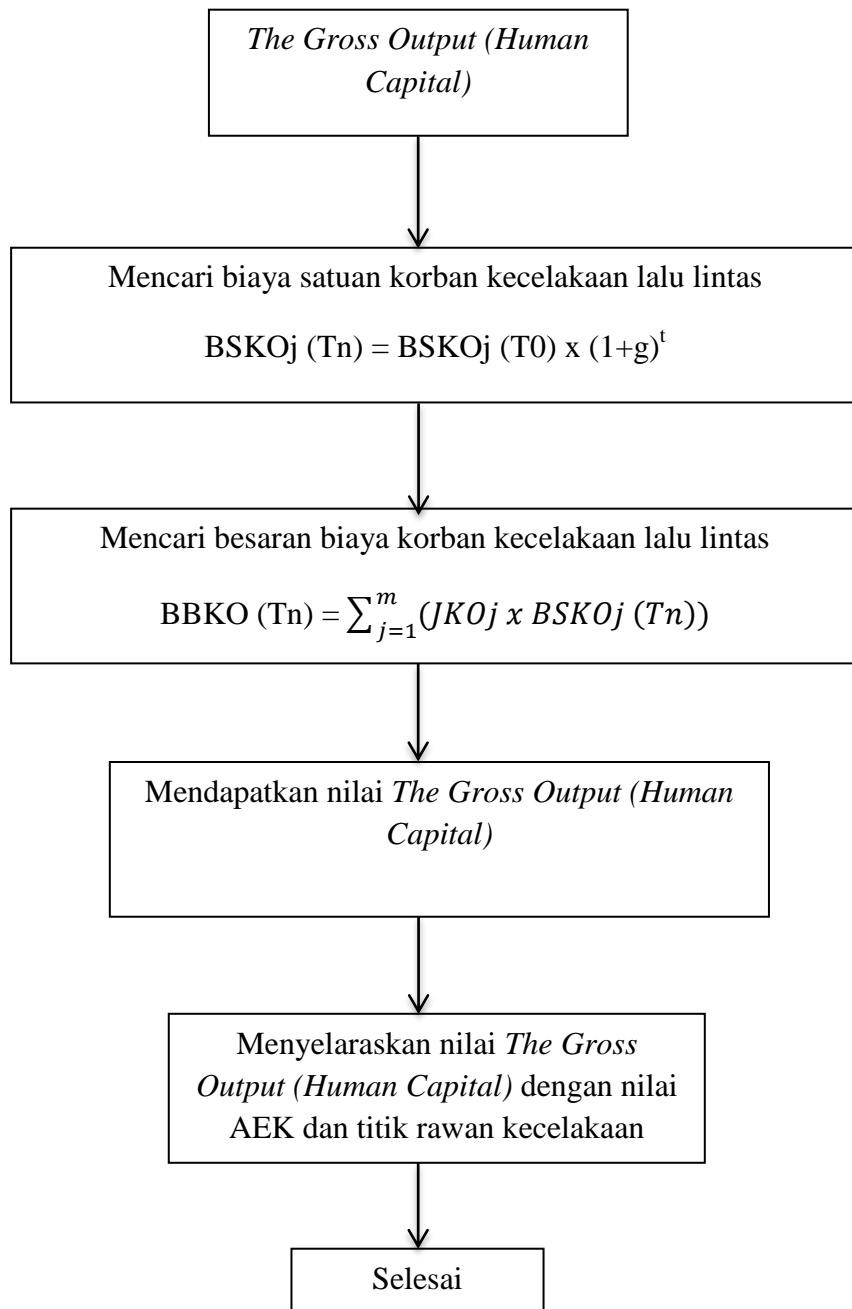 The Gross Output (Human
Capital)
Mencari biaya satuan korban kecelakaan lalu lintas
BSKOj (Tn) = BSKOj (T0) x (1+g)^t
Mencari besaran biaya korban kecelakaan lalu lintas
BBKO (Tn) = ∑_{j=1}^{m}(JKOj x BSKOj (Tn))
Mendapatkan nilai The Gross Output (Human
Capital)
Menyelaraskan nilai The Gross
Output (Human Capital) dengan nilai
AEK dan titik rawan kecelakaan
Selesai